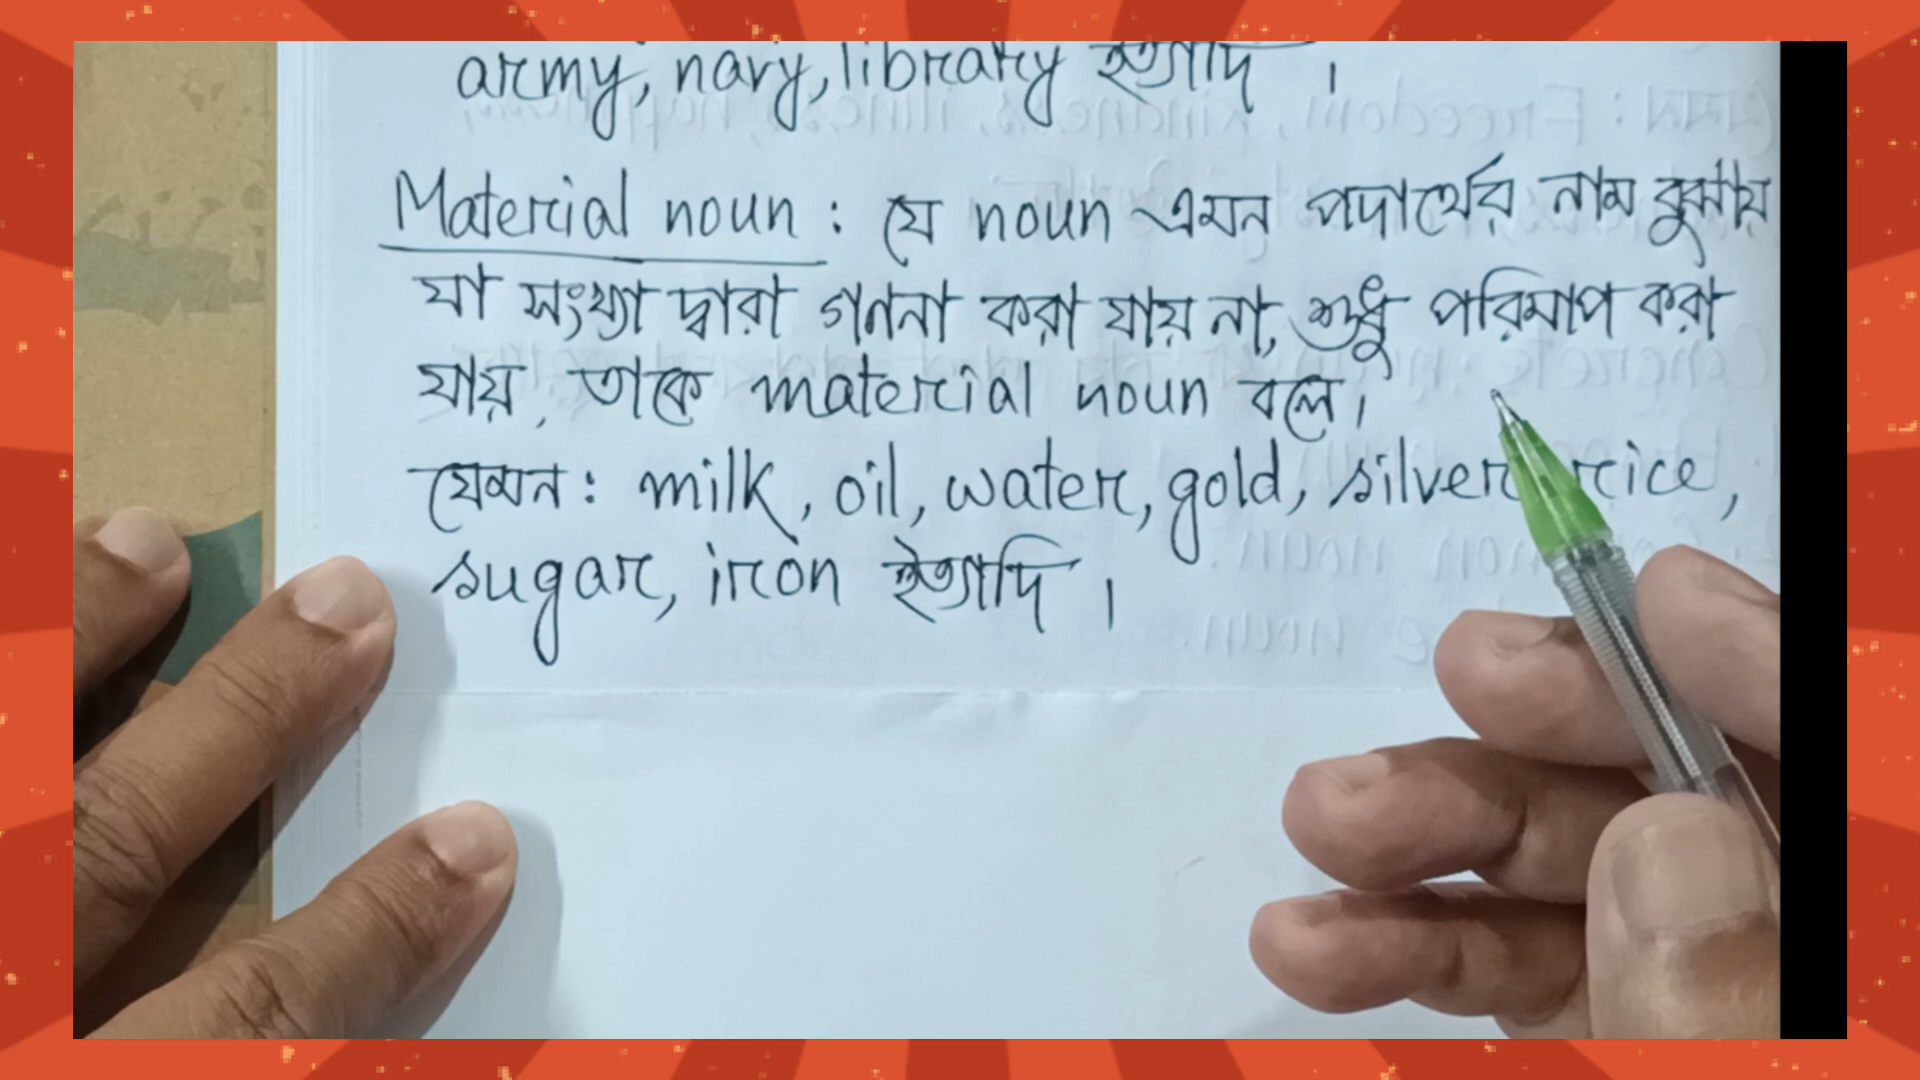 army, navy, library ইত্যাদি ।
Material noun : যে noun এমন পদার্থের নাম বুঝায়
যা সংখ্যা দ্বারা গননা করা যায় না, শুধু পরিমাপ করা
যায়, তাকে material noun বলে।
যেমন : milk, oil, water, gold, silver rice,
sugar, iron ইত্যাদি ।